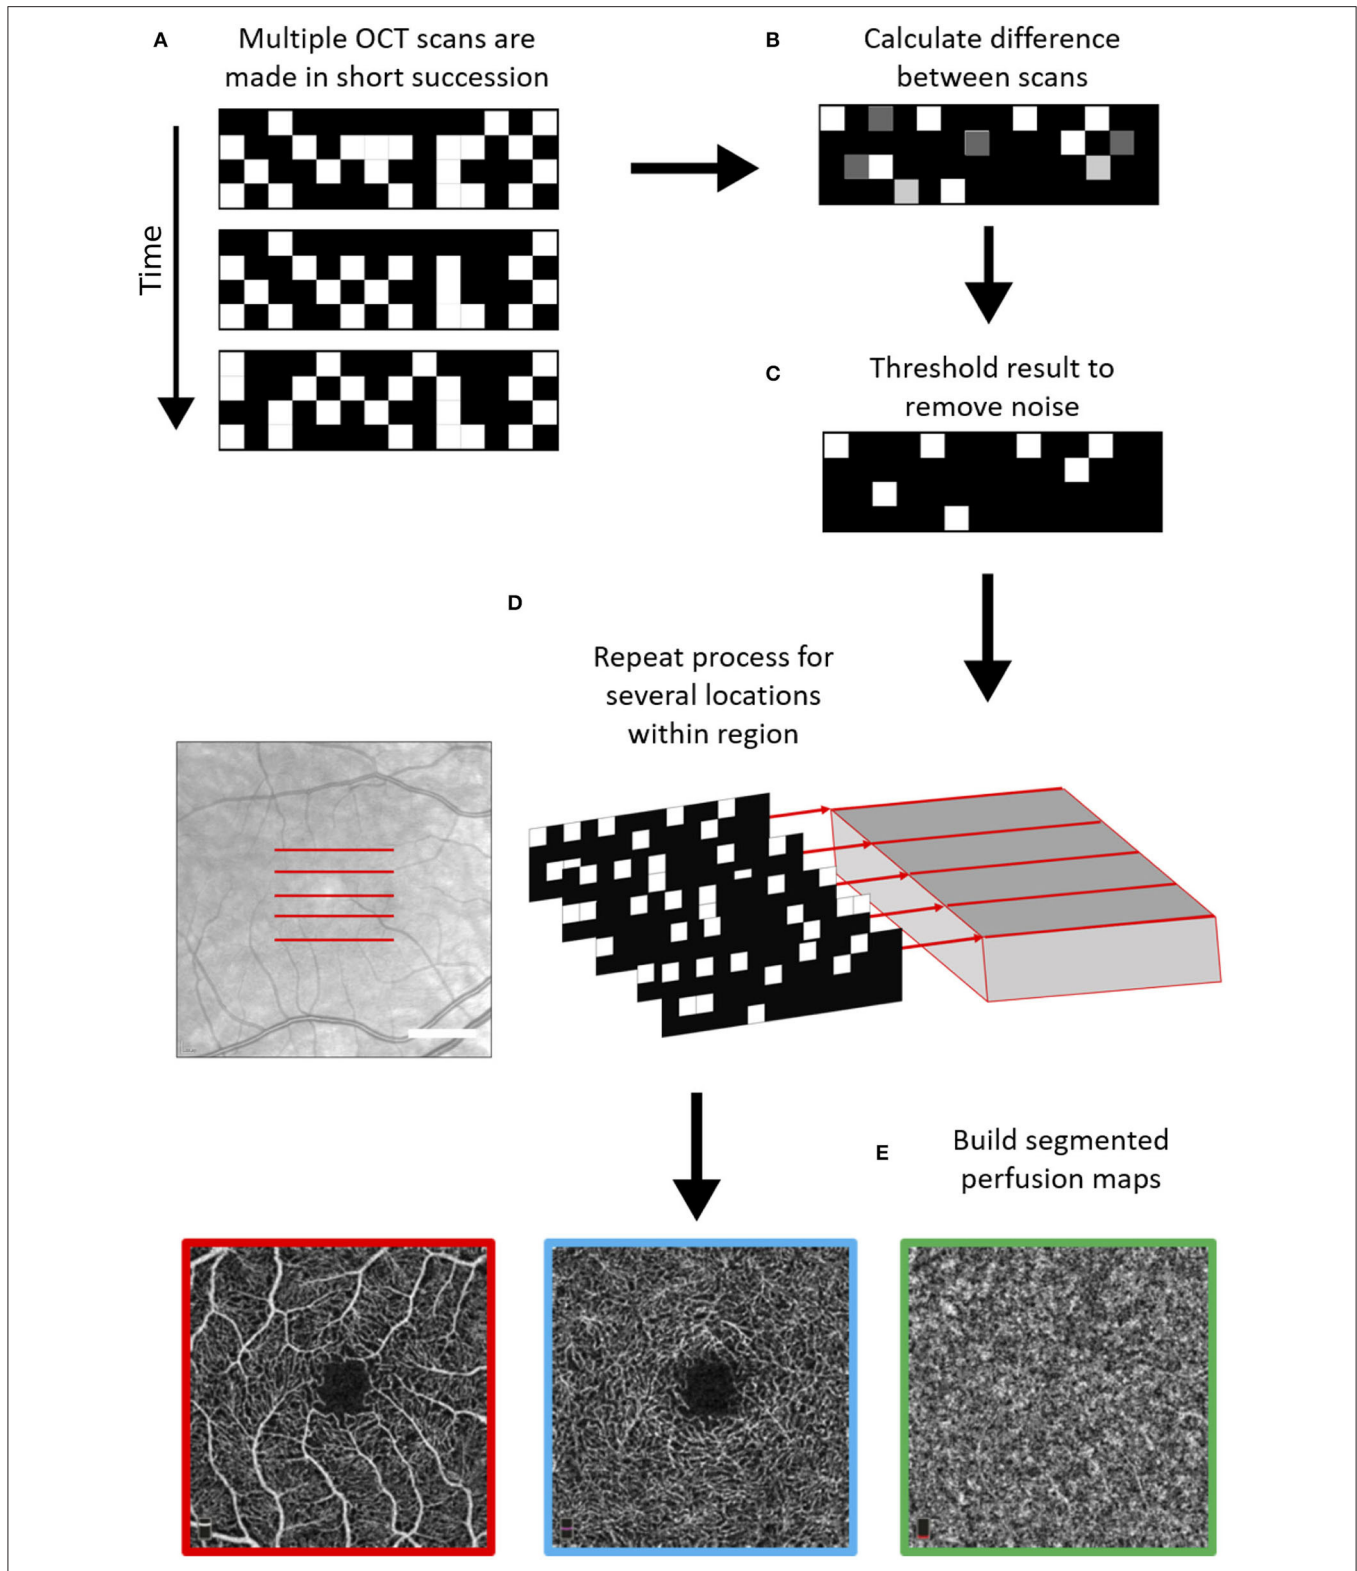 A
Multiple OCT scans are
made in short succession
B
Calculate difference
between scans
Time
C
Threshold result to
remove noise
D
Repeat process for
several locations
within region
E
Build segmented
perfusion maps